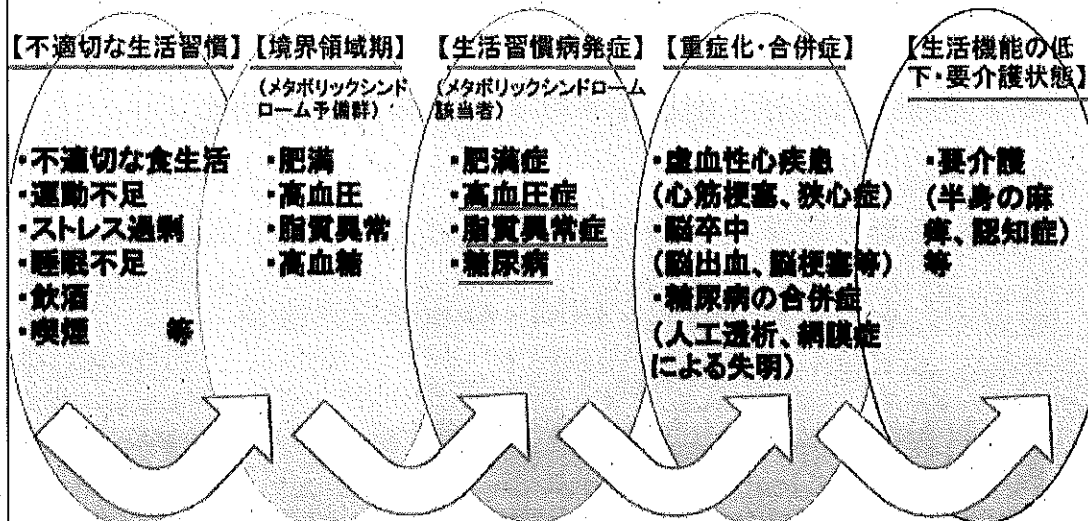 【不適切な生活習慣】
・不適切な食生活
・運動不足
・ストレス過剰
・睡眠不足
・飲酒
・喫煙 等
【境界領域期】
(メタボリックシンド
ローム予備群)
・肥満
・高血圧
・脂質異常
・高血糖
【生活習慣病発症】
(メタボリックシンドローム
該当者)
・肥満症
・高血圧症
・脂質異常症
・糖尿病
【重症化・合併症】
・虚血性心疾患
(心筋梗塞、狭心症)
・脳卒中
(脳出血、脳梗塞等)
・糖尿病の合併症
(人工透析、網膜症
による失明)
【生活機能の低
下・要介護状態】
・要介護
(半身の麻
痺、認知症)
等